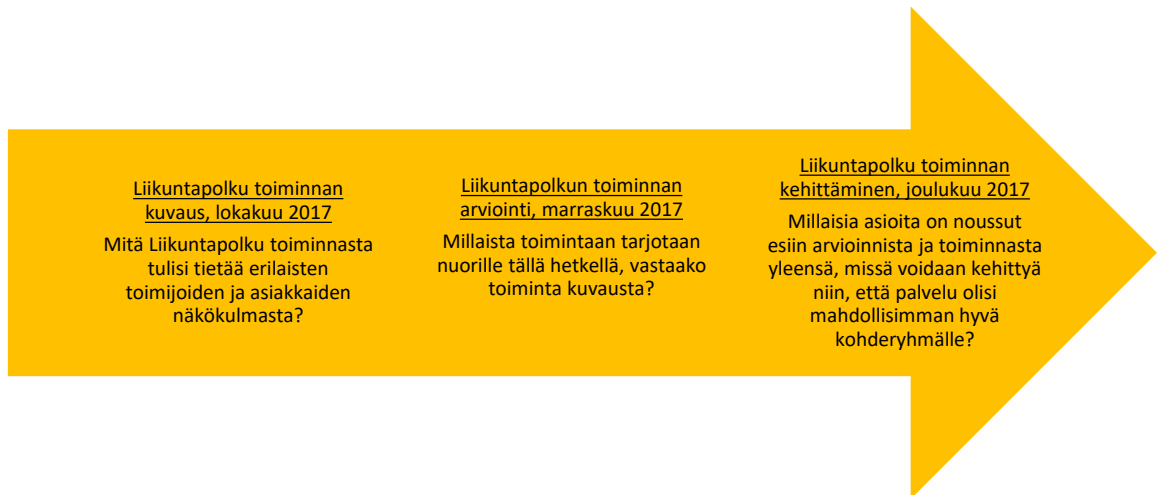 Liikuntapolku toiminnan
kuvaus, lokakuu 2017
Mitä Liikuntapolku toiminnasta
tulisi tietää erilaisten
toimijoiden ja asiakkaiden
näkökulmasta?
Liikuntapolkun toiminnan
arviointi, marraskuu 2017
Millaista toimintaan tarjotaan
nuorille tällä hetkellä, vastaako
toiminta kuvausta?
Liikuntapolku toiminnan
kehittäminen, joulukuu 2017
Millaisia asioita on noussut
esiin arvioinnista ja toiminnasta
yleensä, missä voidaan kehittyä
niin, että palvelu olisi
mahdollisimman hyvä
kohderyhmälle?